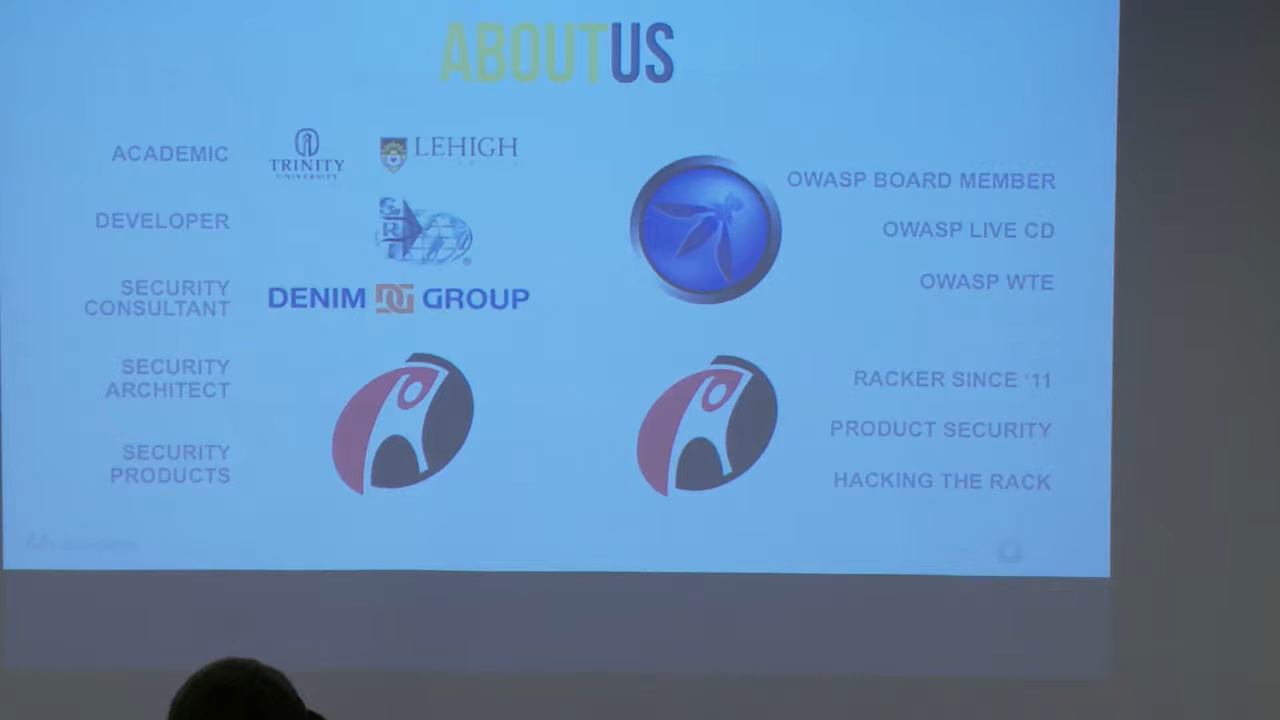 ABOUTUS
ACADEMIC
TRINITY
UNIVERSITY
LEHIGH
DEVELOPER
SECURITY
CONSULTANT
DENIM DG GROUP
SECURITY
ARCHITECT
SECURITY
PRODUCTS
OWASP BOARD MEMBER
OWASP LIVE CD
OWASP WTE
RACKER SINCE ‘11
PRODUCT SECURITY
HACKING THE RACK